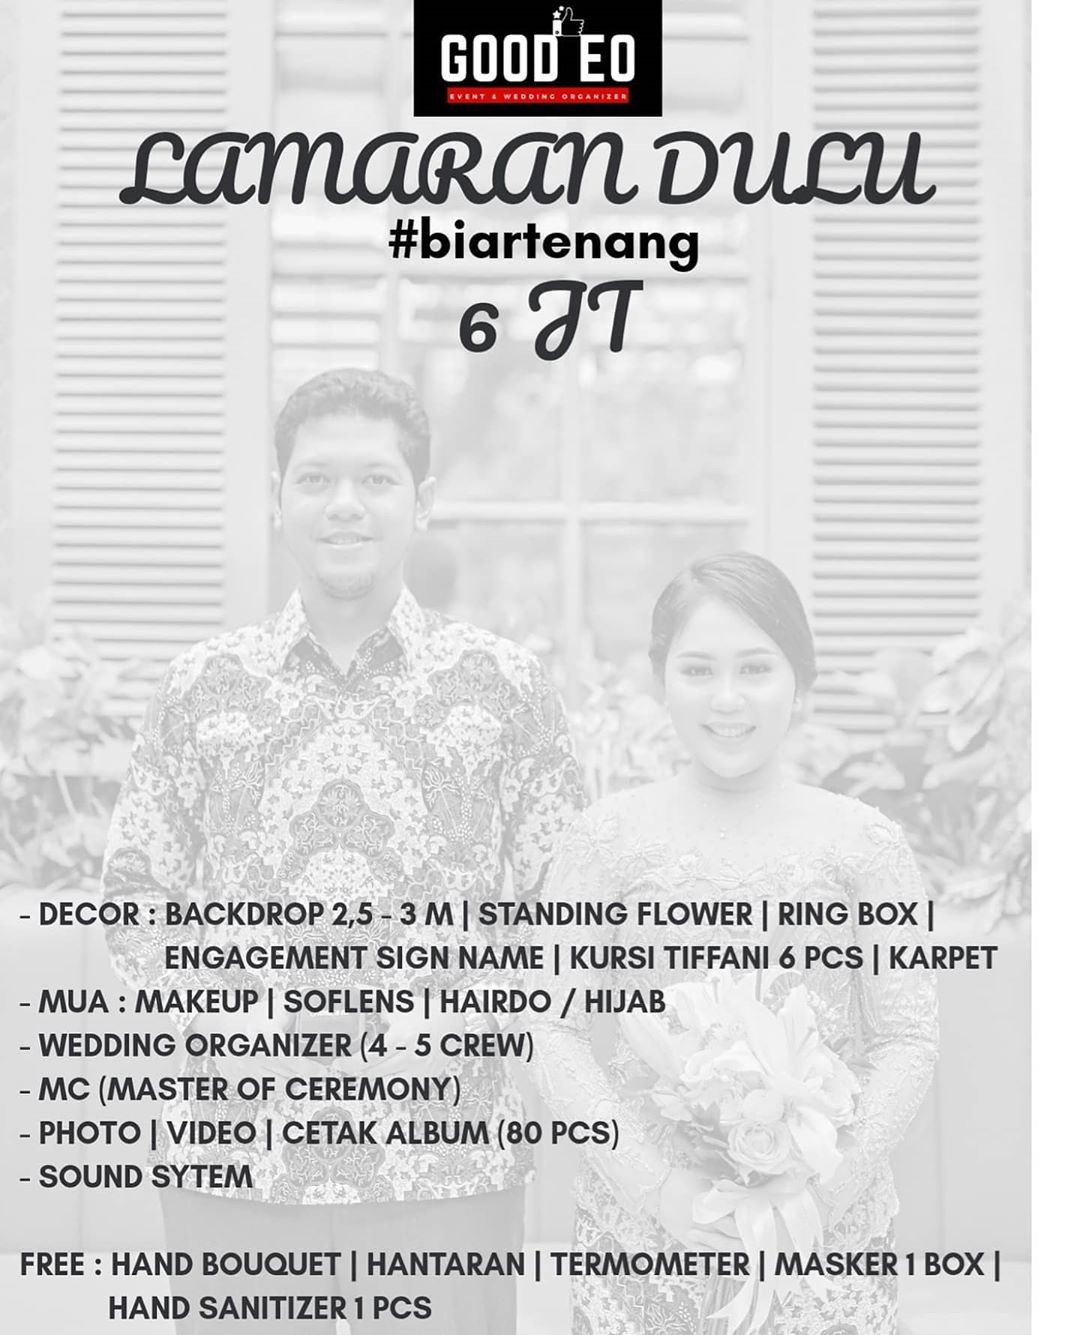 GOOD EO
EVENT & WEDDING ORGANIZER
LAMARAN DULU
#biartenang
6 JT
- DECOR : BACKDROP 2,5 - 3 M | STANDING FLOWER | RING BOX |
ENGAGEMENT SIGN NAME | KURSI TIFFANI 6 PCS | KARPET
- MUA : MAKEUP | SOFLENS | HAIRDO / HIJAB
- WEDDING ORGANIZER (4 - 5 CREW)
- MC (MASTER OF CEREMONY)
- PHOTO | VIDEO | CETAK ALBUM (80 PCS)
- SOUND SYTEM
FREE : HAND BOUQUET | HANTARAN | TERMOMETER | MASKER 1 BOX |
HAND SANITIZER 1 PCS